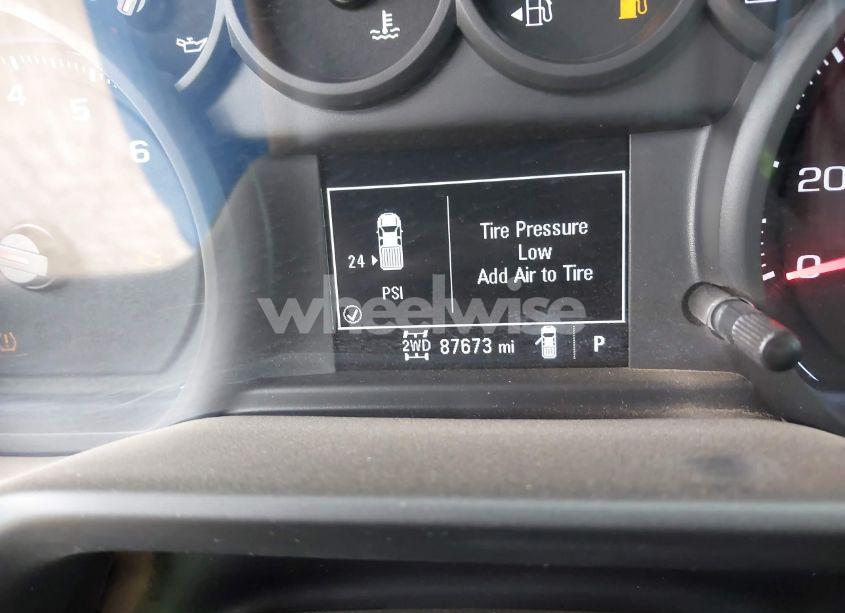 4
5
6
20
0
Tire Pressure
Low
Add Air to Tire
24
PSI
wheelwise
2WD 87673 mi P